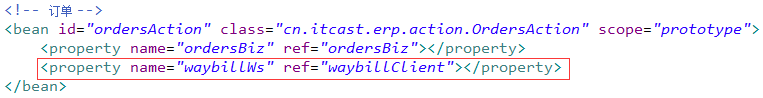 <!-- 订单 -->
<bean id="ordersAction" class="cn.itcast.erp.action.OrdersAction" scope="prototype">
<property name="ordersBiz" ref="ordersBiz"></property>
<property name="waybillWs" ref="waybillClient"></property>
</bean>